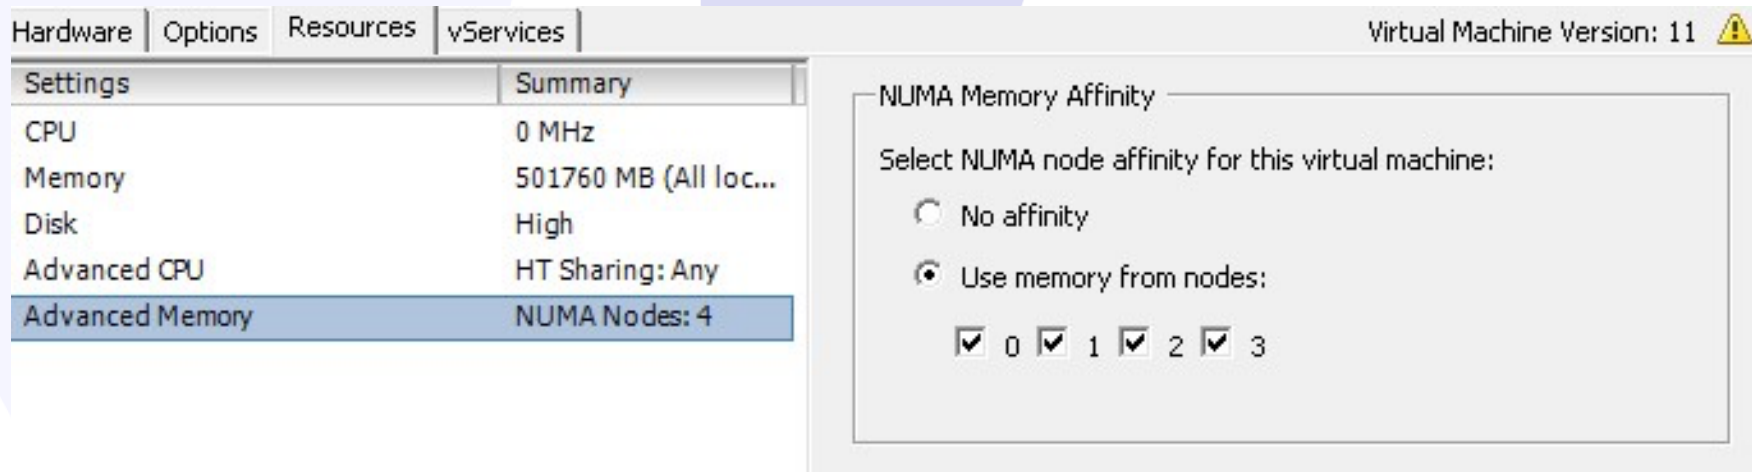 Hardware Options Resources vServices Virtual Machine Version: 11
Settings Summary
CPU 0 MHz
Memory 501760 MB (All loc...
Disk High
Advanced CPU HT Sharing: Any
Advanced Memory NUMA Nodes: 4
NUMA Memory Affinity
Select NUMA node affinity for this virtual machine:
No affinity
Use memory from nodes:
0 1 2 3